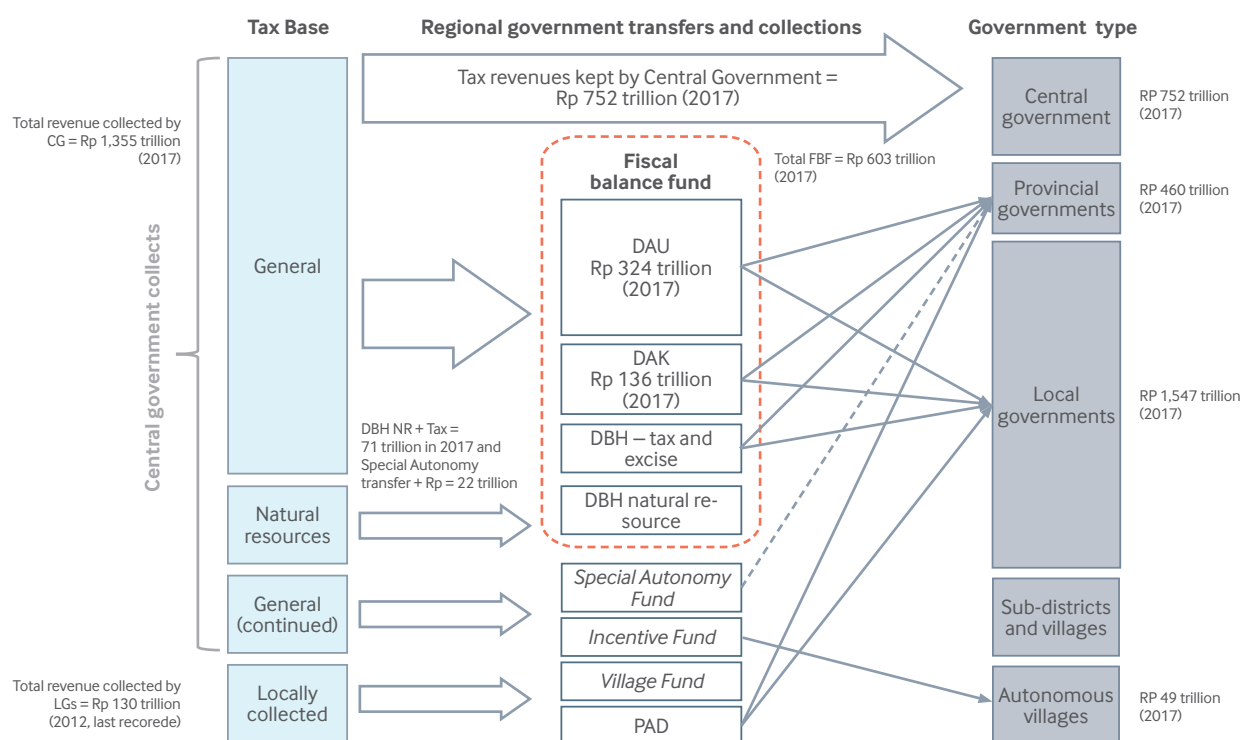 Tax Base
Regional government transfers and collections
Government type
Tax revenues kept by Central Government =
Rp 752 trillion (2017)
Central
government
RP 752 trillion
(2017)
Total revenue collected by
CG = Rp 1,355 trillion
(2017)
Total FBF = Rp 603 trillion
(2017)
Fiscal
balance fund
Provincial
governments
RP 460 trillion
(2017)
Central government collects
General
DAU
Rp 324 trillion
(2017)
DAK
Rp 136 trillion
(2017)
Local
governments
RP 1,547 trillion
(2017)
DBH NR + Tax =
71 trillion in 2017 and
Special Autonomy
transfer + Rp = 22 trillion
DBH – tax and
excise
Natural
resources
DBH natural re-
source
General
(continued)
Special Autonomy
Fund
Incentive Fund
Sub-districts
and villages
Total revenue collected by
LGs = Rp 130 trillion
(2012, last recorede)
Locally
collected
Village Fund
PAD
Autonomous
villages
RP 49 trillion
(2017)